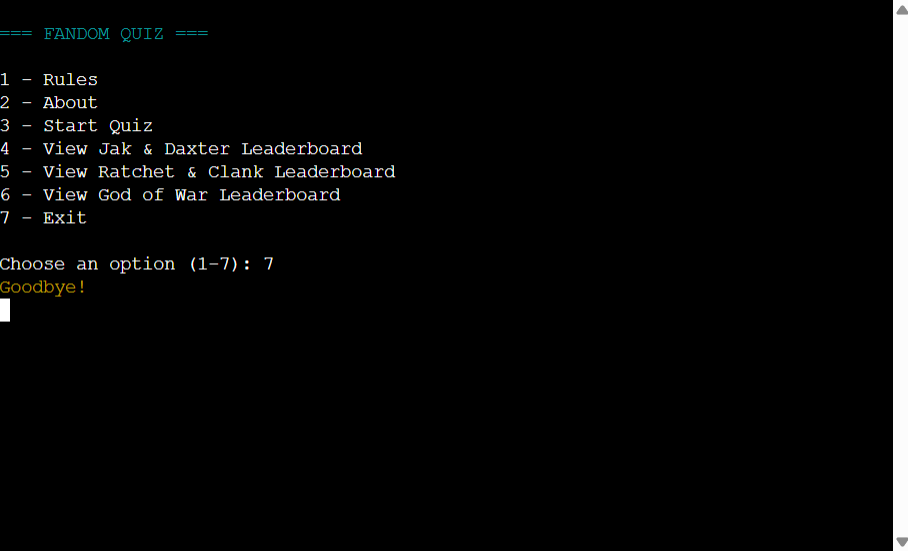 === FANDOM QUIZ ===
1 - Rules
2 - About
3 - Start Quiz
4 - View Jak & Daxter Leaderboard
5 - View Ratchet & Clank Leaderboard
6 - View God of War Leaderboard
7 - Exit
Choose an option (1-7): 7
Goodbye!